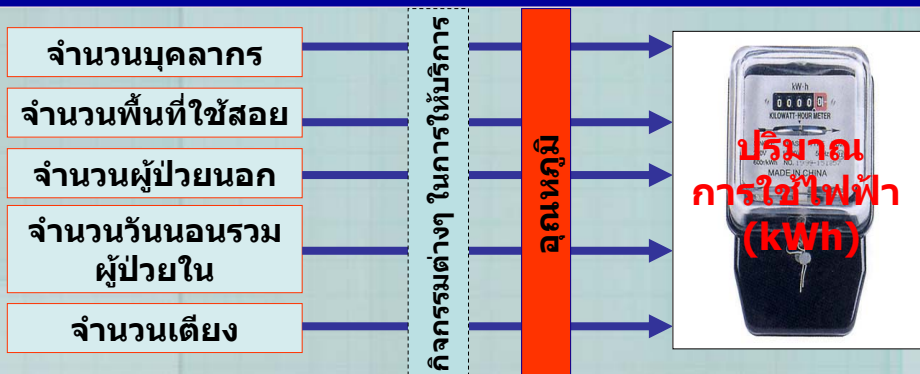 จำนวนบุคลากร
จำนวนพื้นที่ใช้สอย
จำนวนผู้ป่วยนอก
จำนวนวันนอนรวม
ผู้ป่วยใน
จำนวนเตียง
กิจกรรมต่างๆ ในการให้บริการ
อุณหภูมิ
kW·h
0 0 0 0 0
KILOWATT-HOUR METER
MADE IN CHINA
ปริมาณ
การใช้ไฟฟ้า
(kWh)